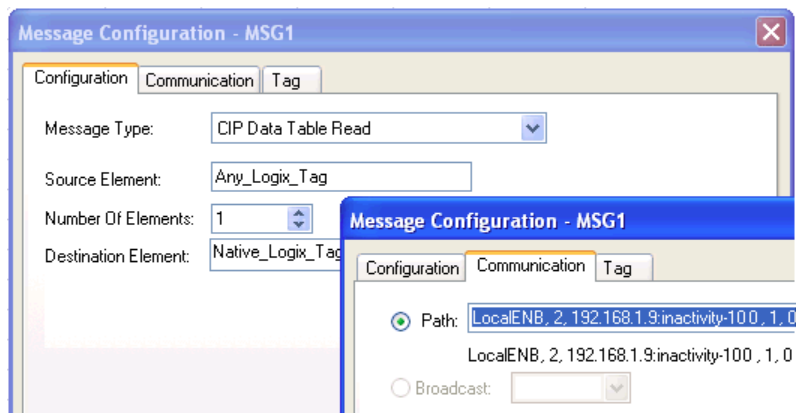 Message Configuration - MSG1
Configuration Communication Tag
Message Type: CIP Data Table Read
Source Element: Any_Logix_Tag
Number Of Elements: 1
Destination Element: Native_Logix_Tag
Message Configuration - MSG1
Configuration Communication Tag
Path: LocalENB, 2, 192.168.1.9:inactivity-100 , 1, 0
LocalENB, 2, 192.168.1.9:inactivity-100 , 1, 0
Broadcast: